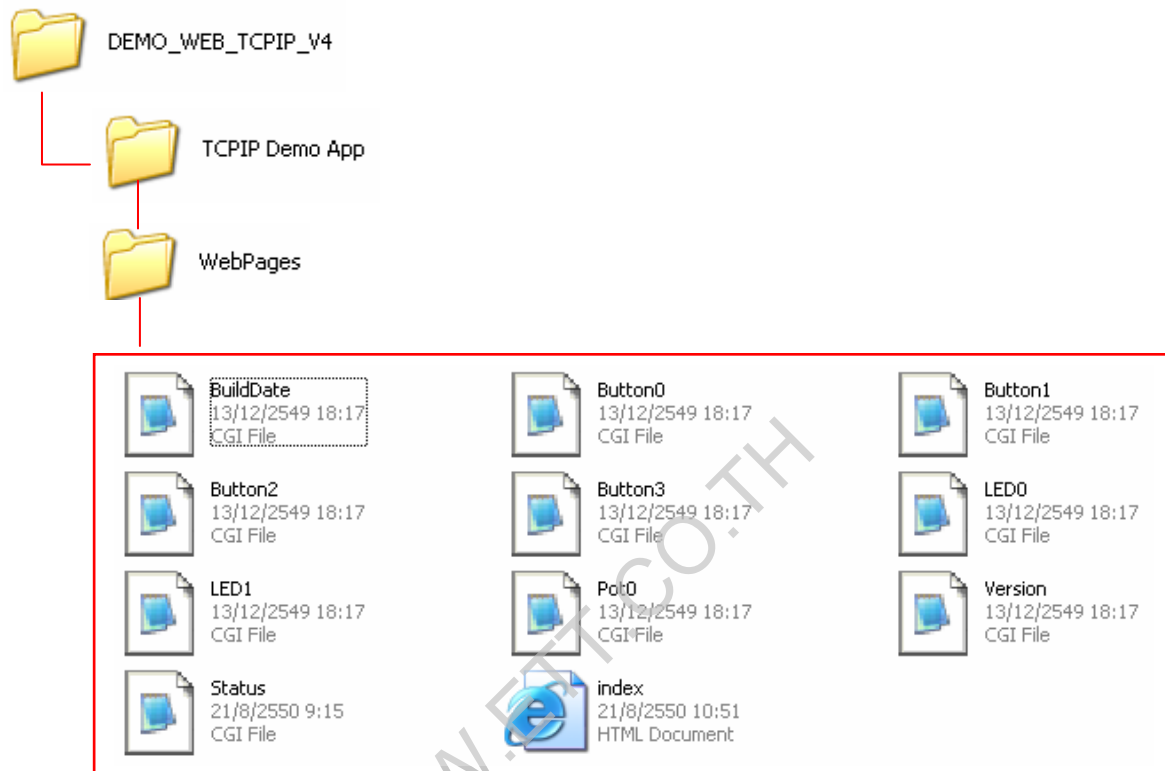 DEMO_WEB_TCPIP_V4
TCPIP Demo App
WebPages
BuildDate
13/12/2549 18:17
CGI File
Button0
13/12/2549 18:17
CGI File
Button1
13/12/2549 18:17
CGI File
Button2
13/12/2549 18:17
CGI File
Button3
13/12/2549 18:17
CGI File
LED0
13/12/2549 18:17
CGI File
LED1
13/12/2549 18:17
CGI File
Pot0
13/12/2549 18:17
CGI File
Version
13/12/2549 18:17
CGI File
Status
21/8/2550 9:15
CGI File
index
21/8/2550 10:51
HTML Document
W.ETT.CO.TH